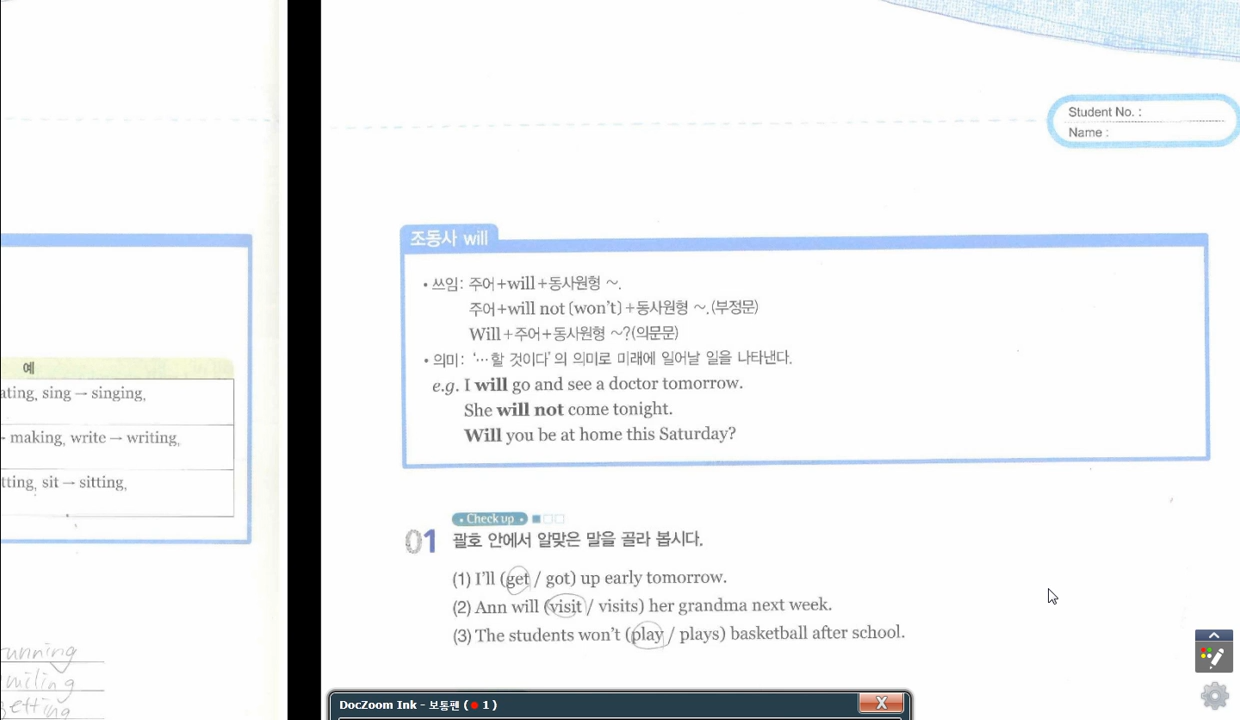 Student No. :
Name :
조동사 will
• 쓰임: 주어+will+동사원형 ~.
주어+will not (won't)+동사원형 ~.(부정문)
Will+주어+동사원형 ~?(의문문)
• 의미: '…할 것이다'의 의미로 미래에 일어날 일을 나타낸다.
e.g. I will go and see a doctor tomorrow.
She will not come tonight.
Will you be at home this Saturday?
예
ating, sing → singing,
making, write → writing,
tting, sit → sitting,
• Check up •
01 괄호 안에서 알맞은 말을 골라 봅시다.
(1) I'll (get / got) up early tomorrow.
(2) Ann will (visit / visits) her grandma next week.
(3) The students won't (play / plays) basketball after school.
unning
miling
etting
DocZoom Ink - 보통펜 ( 1 )
X